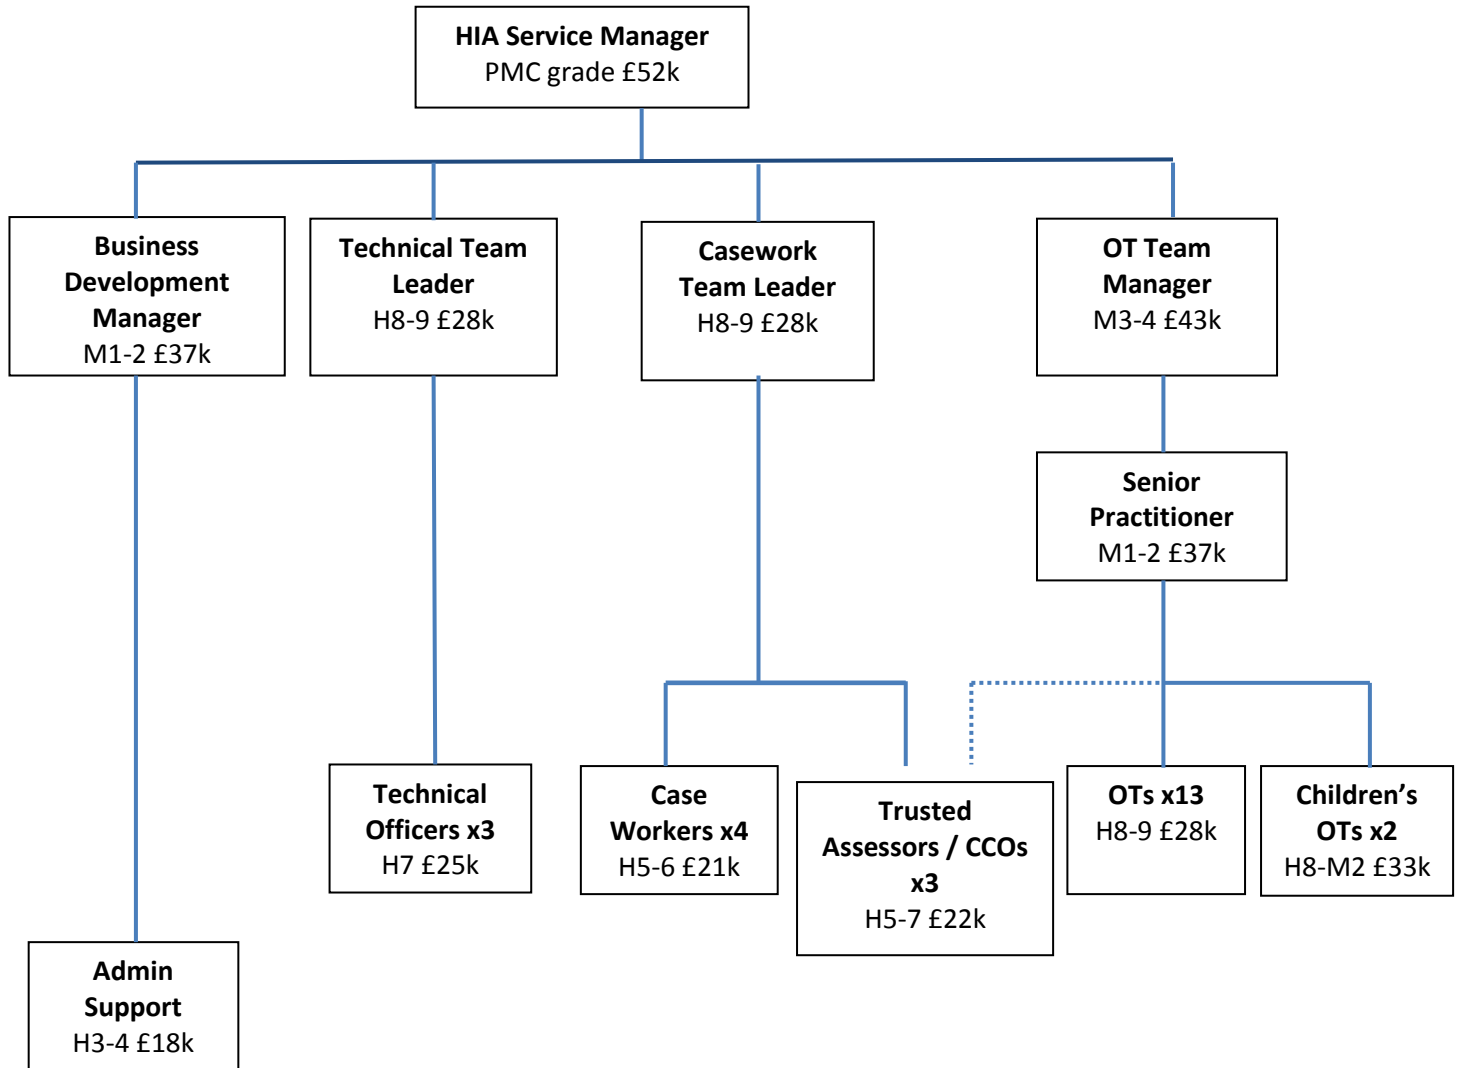 HIA Service Manager
PMC grade £52k
Business
Development
Manager
M1-2 £37k
Technical Team
Leader
H8-9 £28k
Casework
Team Leader
H8-9 £28k
OT Team
Manager
M3-4 £43k
Senior
Practitioner
M1-2 £37k
Technical
Officers x3
H7 £25k
Case
Workers x4
H5-6 £21k
Trusted
Assessors / CCOs
x3
H5-7 £22k
OTs x13
H8-9 £28k
Children’s
OTs x2
H8-M2 £33k
Admin
Support
H3-4 £18k